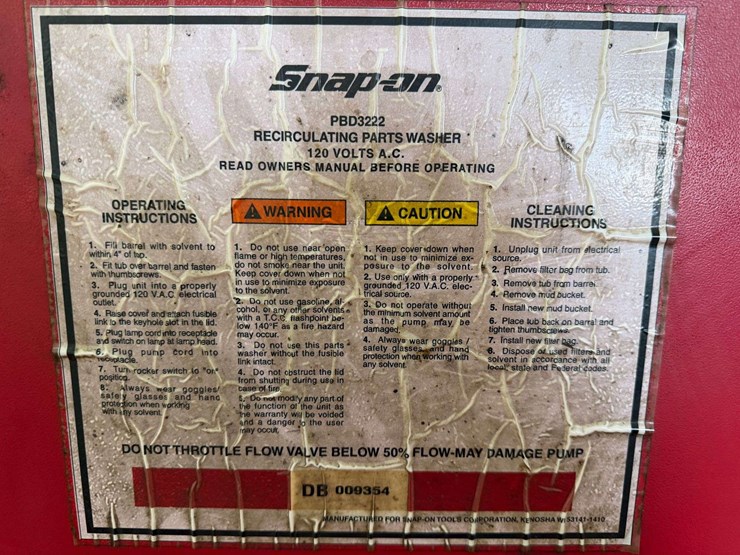 Snap-on®
PBD3222
RECIRCULATING PARTS WASHER
120 VOLTS A.C.
READ OWNERS MANUAL BEFORE OPERATING
OPERATING
INSTRUCTIONS
1. Fill barrel with solvent to
within 4" of top.
2. Fit tub over barrel and fasten
with thumbscrews.
3. Plug unit into a properly
grounded 120 V.A.C. electrical
outlet.
4. Raise cover and attach fusible
link to the keyhole slot in the lid.
5. Plug lamp cord into receptacle
and switch on lamp at lamp head.
6. Plug pump cord into
receptacle.
7. Turn rocker switch to "on"
position.
8. Always wear goggles/
safety glasses and hand
protection when working
with any solvent.
WARNING
1. Do not use near open
flame or high temperatures,
do not smoke near the unit.
Keep cover down when not
in use to minimize exposure
to the solvent.
2. Do not use gasoline, al-
cohol, or any other solvents
with a T.C.C. flashpoint be-
low 140°F as a fire hazard
may occur.
3. Do not use this parts
washer without the fusible
link intact.
4. Do not obstruct the lid
from shutting during use in
case of fire.
5. Do not modify any part of
the function of the unit as
the warranty will be voided
and a danger to the user
may occur.
CAUTION
1. Keep cover down when
not in use to minimize ex-
posure to the solvent.
2. Use only with a properly
grounded 120 V.A.C. elec-
trical source.
3. Do not operate without
the minimum solvent amount
as the pump may be
damaged.
4. Always wear goggles /
safety glasses and hand
protection when working with
any solvent.
CLEANING
INSTRUCTIONS
1. Unplug unit from electrical
source.
2. Remove filter bag from tub.
3. Remove tub from barrel.
4. Remove mud bucket.
5. Install new mud bucket.
6. Place tub back on barrel and
tighten thumbscrews.
7. Install new filter bag.
8. Dispose of used filters and
solvent in accordance with all
local, state and Federal codes.
DO NOT THROTTLE FLOW VALVE BELOW 50% FLOW-MAY DAMAGE PUMP
DB 009354
MANUFACTURED FOR SNAP-ON TOOLS CORPORATION, KENOSHA WI 53141-1410